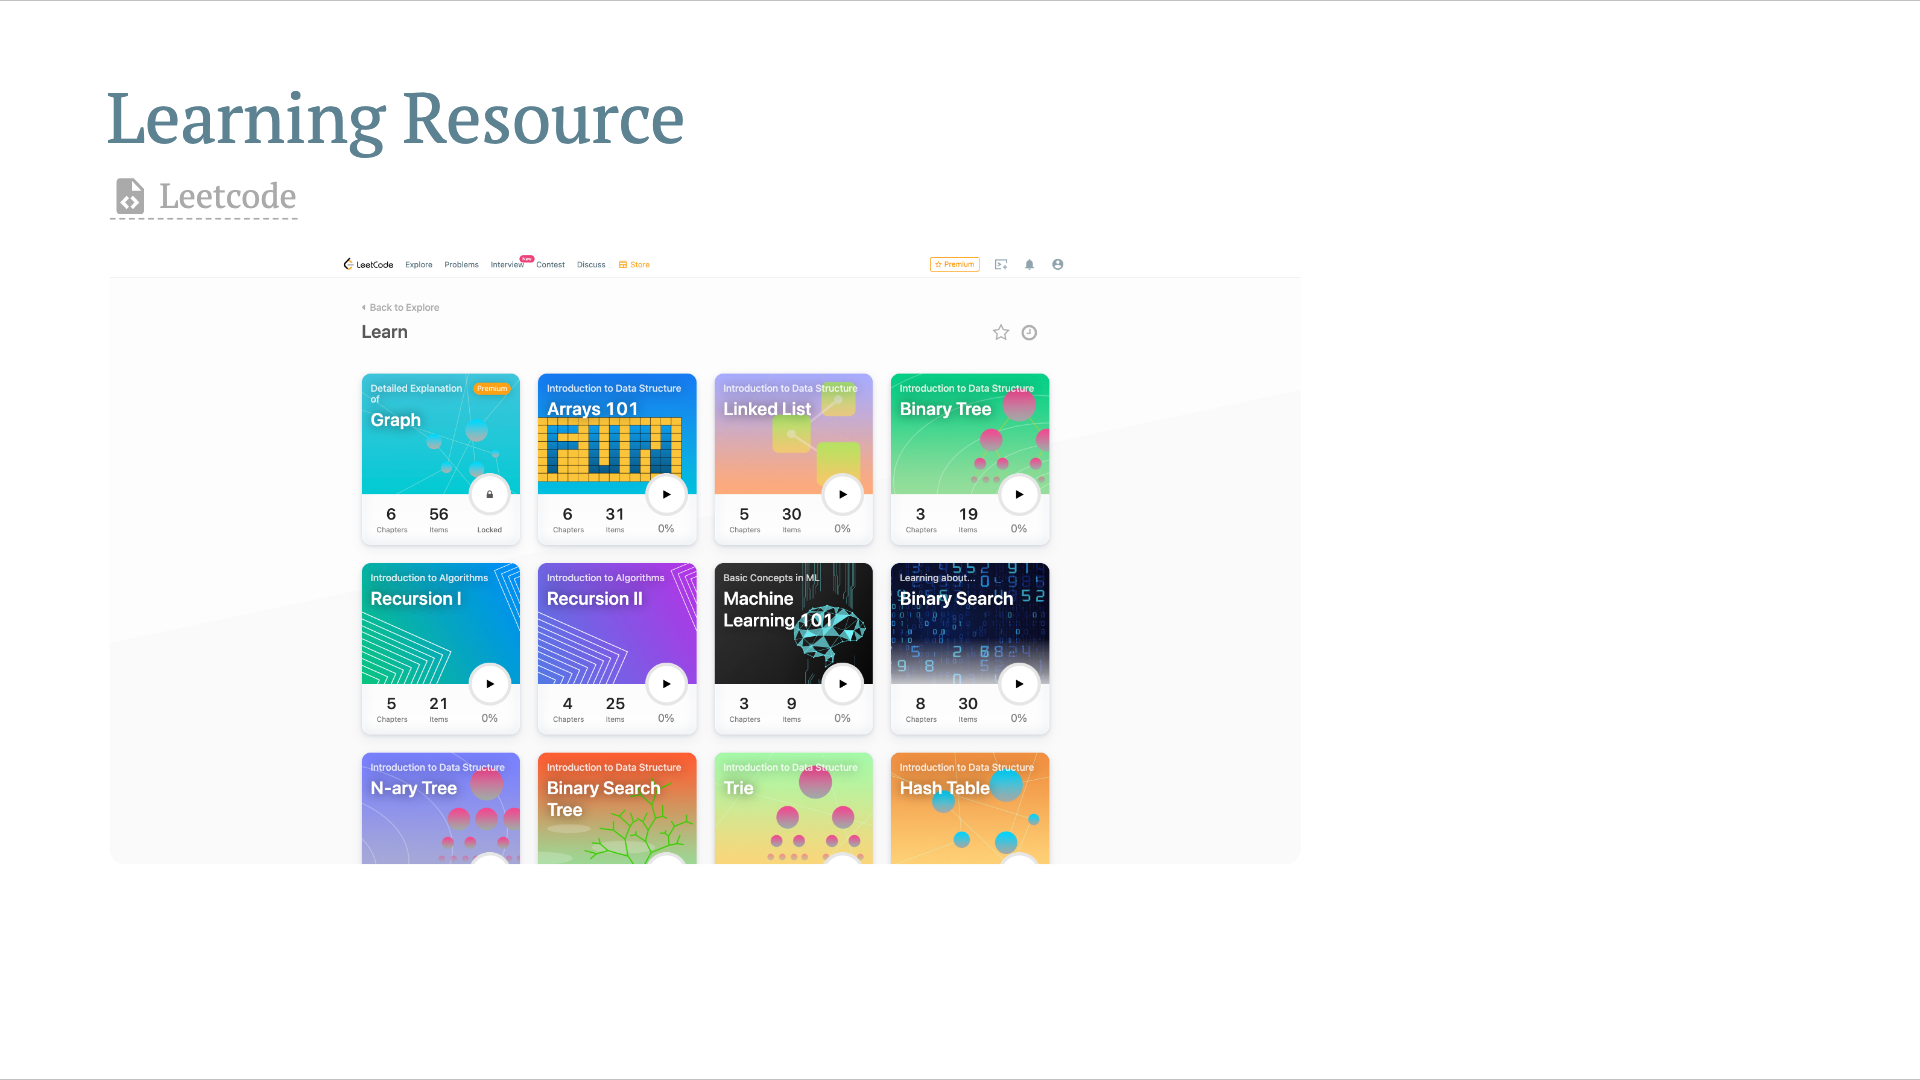 Learning Resource
Leetcode
LeetCode Explore Problems Interview New Contest Discuss Store Premium
Back to Explore
Learn
Detailed Explanation of Premium
Graph
6 Chapters 56 Items Locked
Introduction to Data Structure
Arrays 101
FUN
6 Chapters 31 Items 0%
Introduction to Data Structure
Linked List
5 Chapters 30 Items 0%
Introduction to Data Structure
Binary Tree
3 Chapters 19 Items 0%
Introduction to Algorithms
Recursion I
5 Chapters 21 Items 0%
Introduction to Algorithms
Recursion II
4 Chapters 25 Items 0%
Basic Concepts in ML
Machine
Learning 101
3 Chapters 9 Items 0%
Learning about...
Binary Search
8 Chapters 30 Items 0%
Introduction to Data Structure
N-ary Tree
Introduction to Data Structure
Binary Search
Tree
Introduction to Data Structure
Trie
Introduction to Data Structure
Hash Table